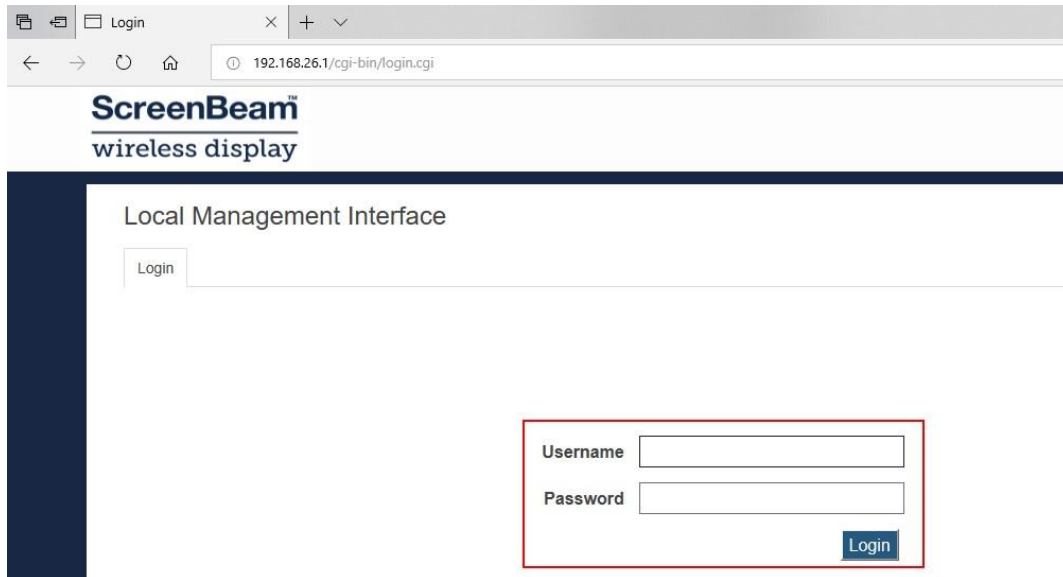 Login
192.168.26.1/cgi-bin/login.cgi
ScreenBeam™
wireless display
Local Management Interface
Login
Username
Password
Login